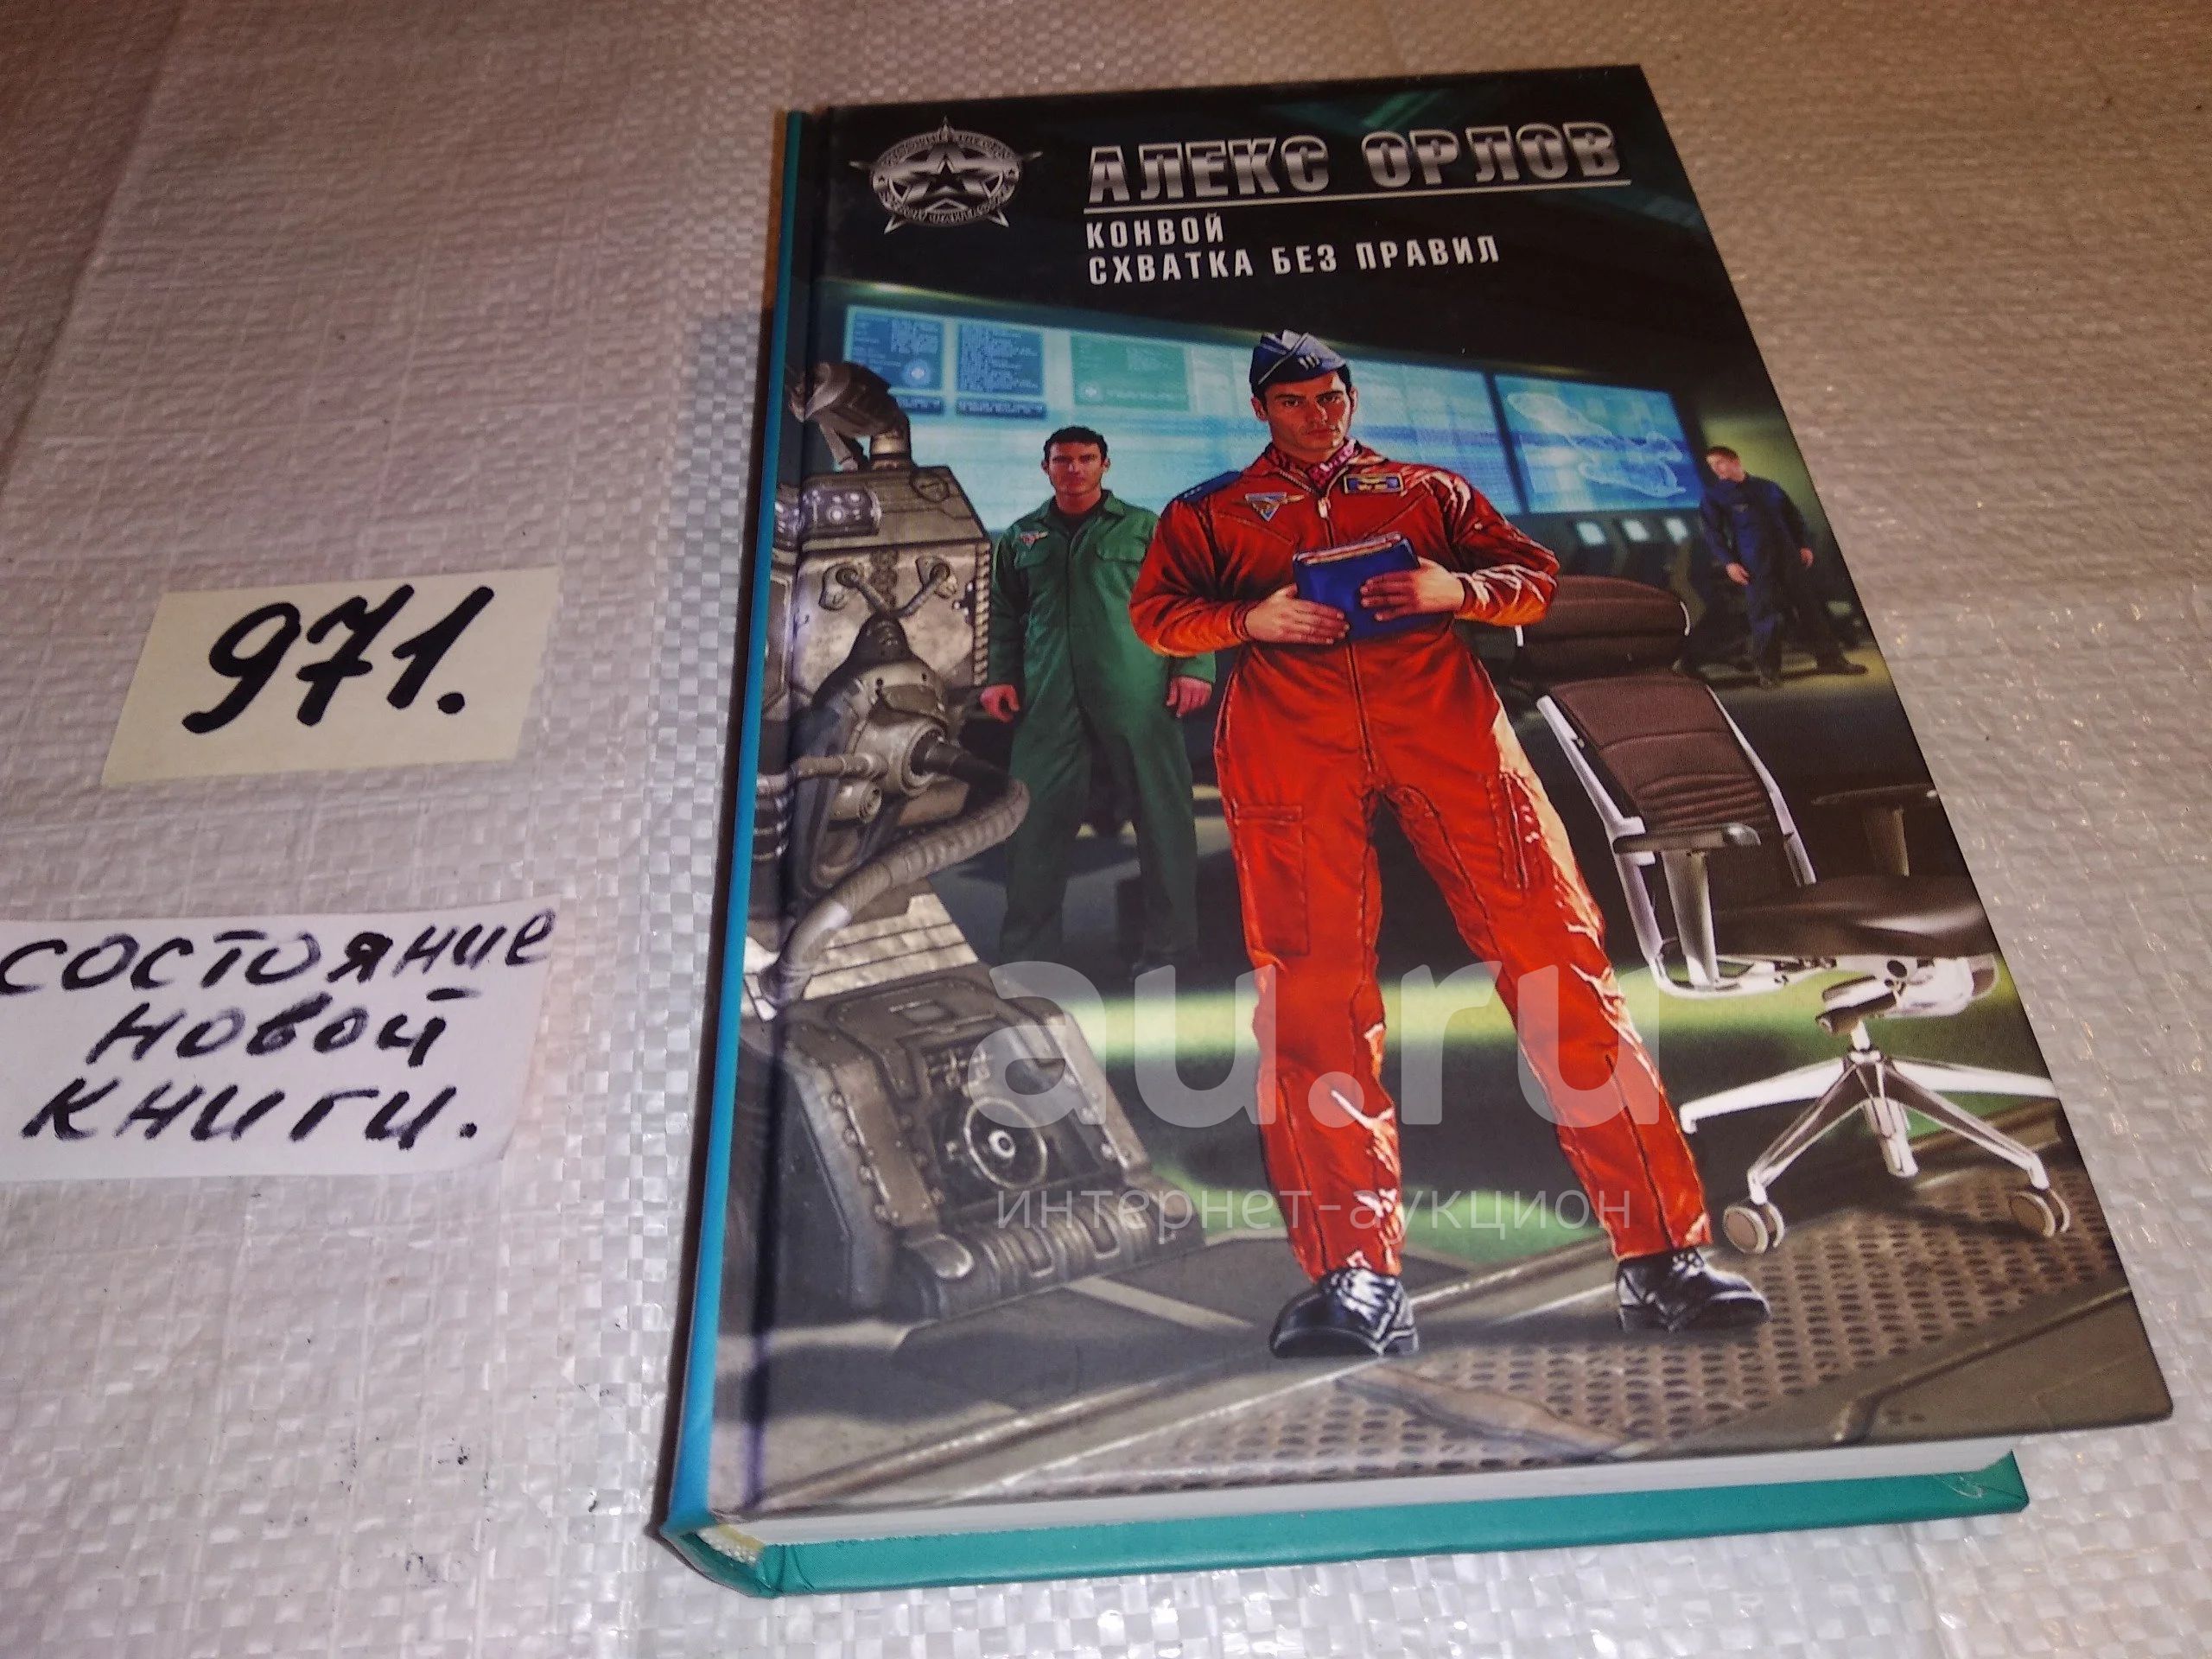 АЛЕКС ОРЛОВ
КОНВОЙ
СХВАТКА БЕЗ ПРАВИЛ
971.
состояние
новой
книги.
au.ru
интернет-аукцион